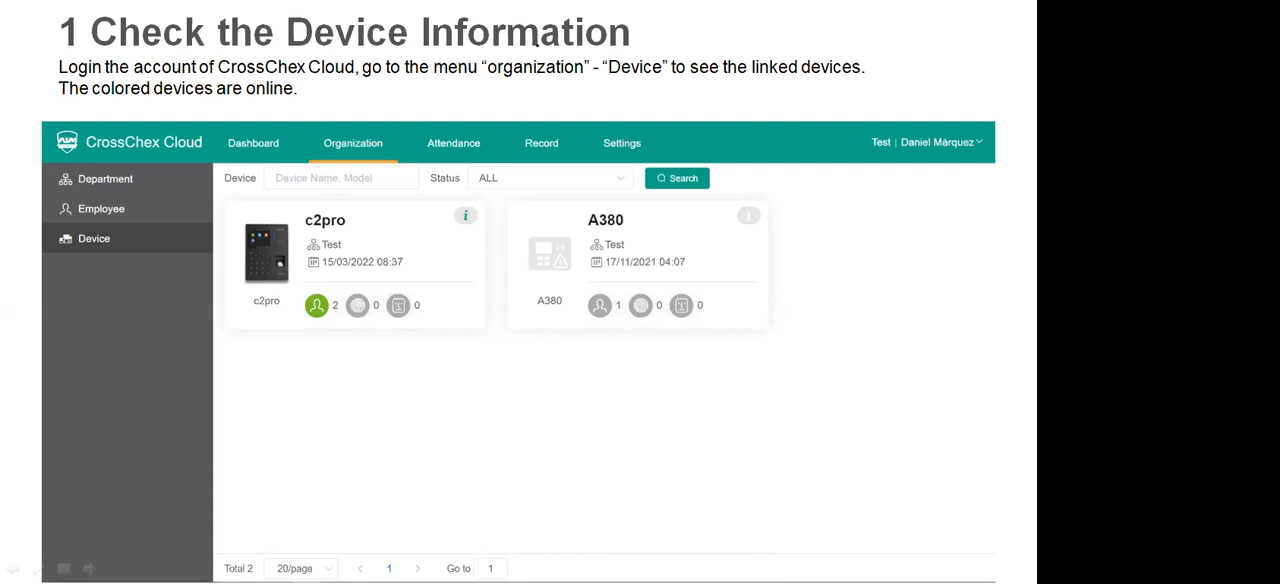 1 Check the Device Information
Login the account of CrossChex Cloud, go to the menu “organization” - “Device” to see the linked devices.
The colored devices are online.
CrossChex Cloud Dashboard Organization Attendance Record Settings Test | Daniel Márquez
Department
Employee
Device
Device Device Name, Model Status ALL Search
c2pro
Test
15/03/2022 08:37
c2pro
2 0 0
A380
Test
17/11/2021 04:07
A380
1 0 0
Total 2 20/page < 1 > Go to 1